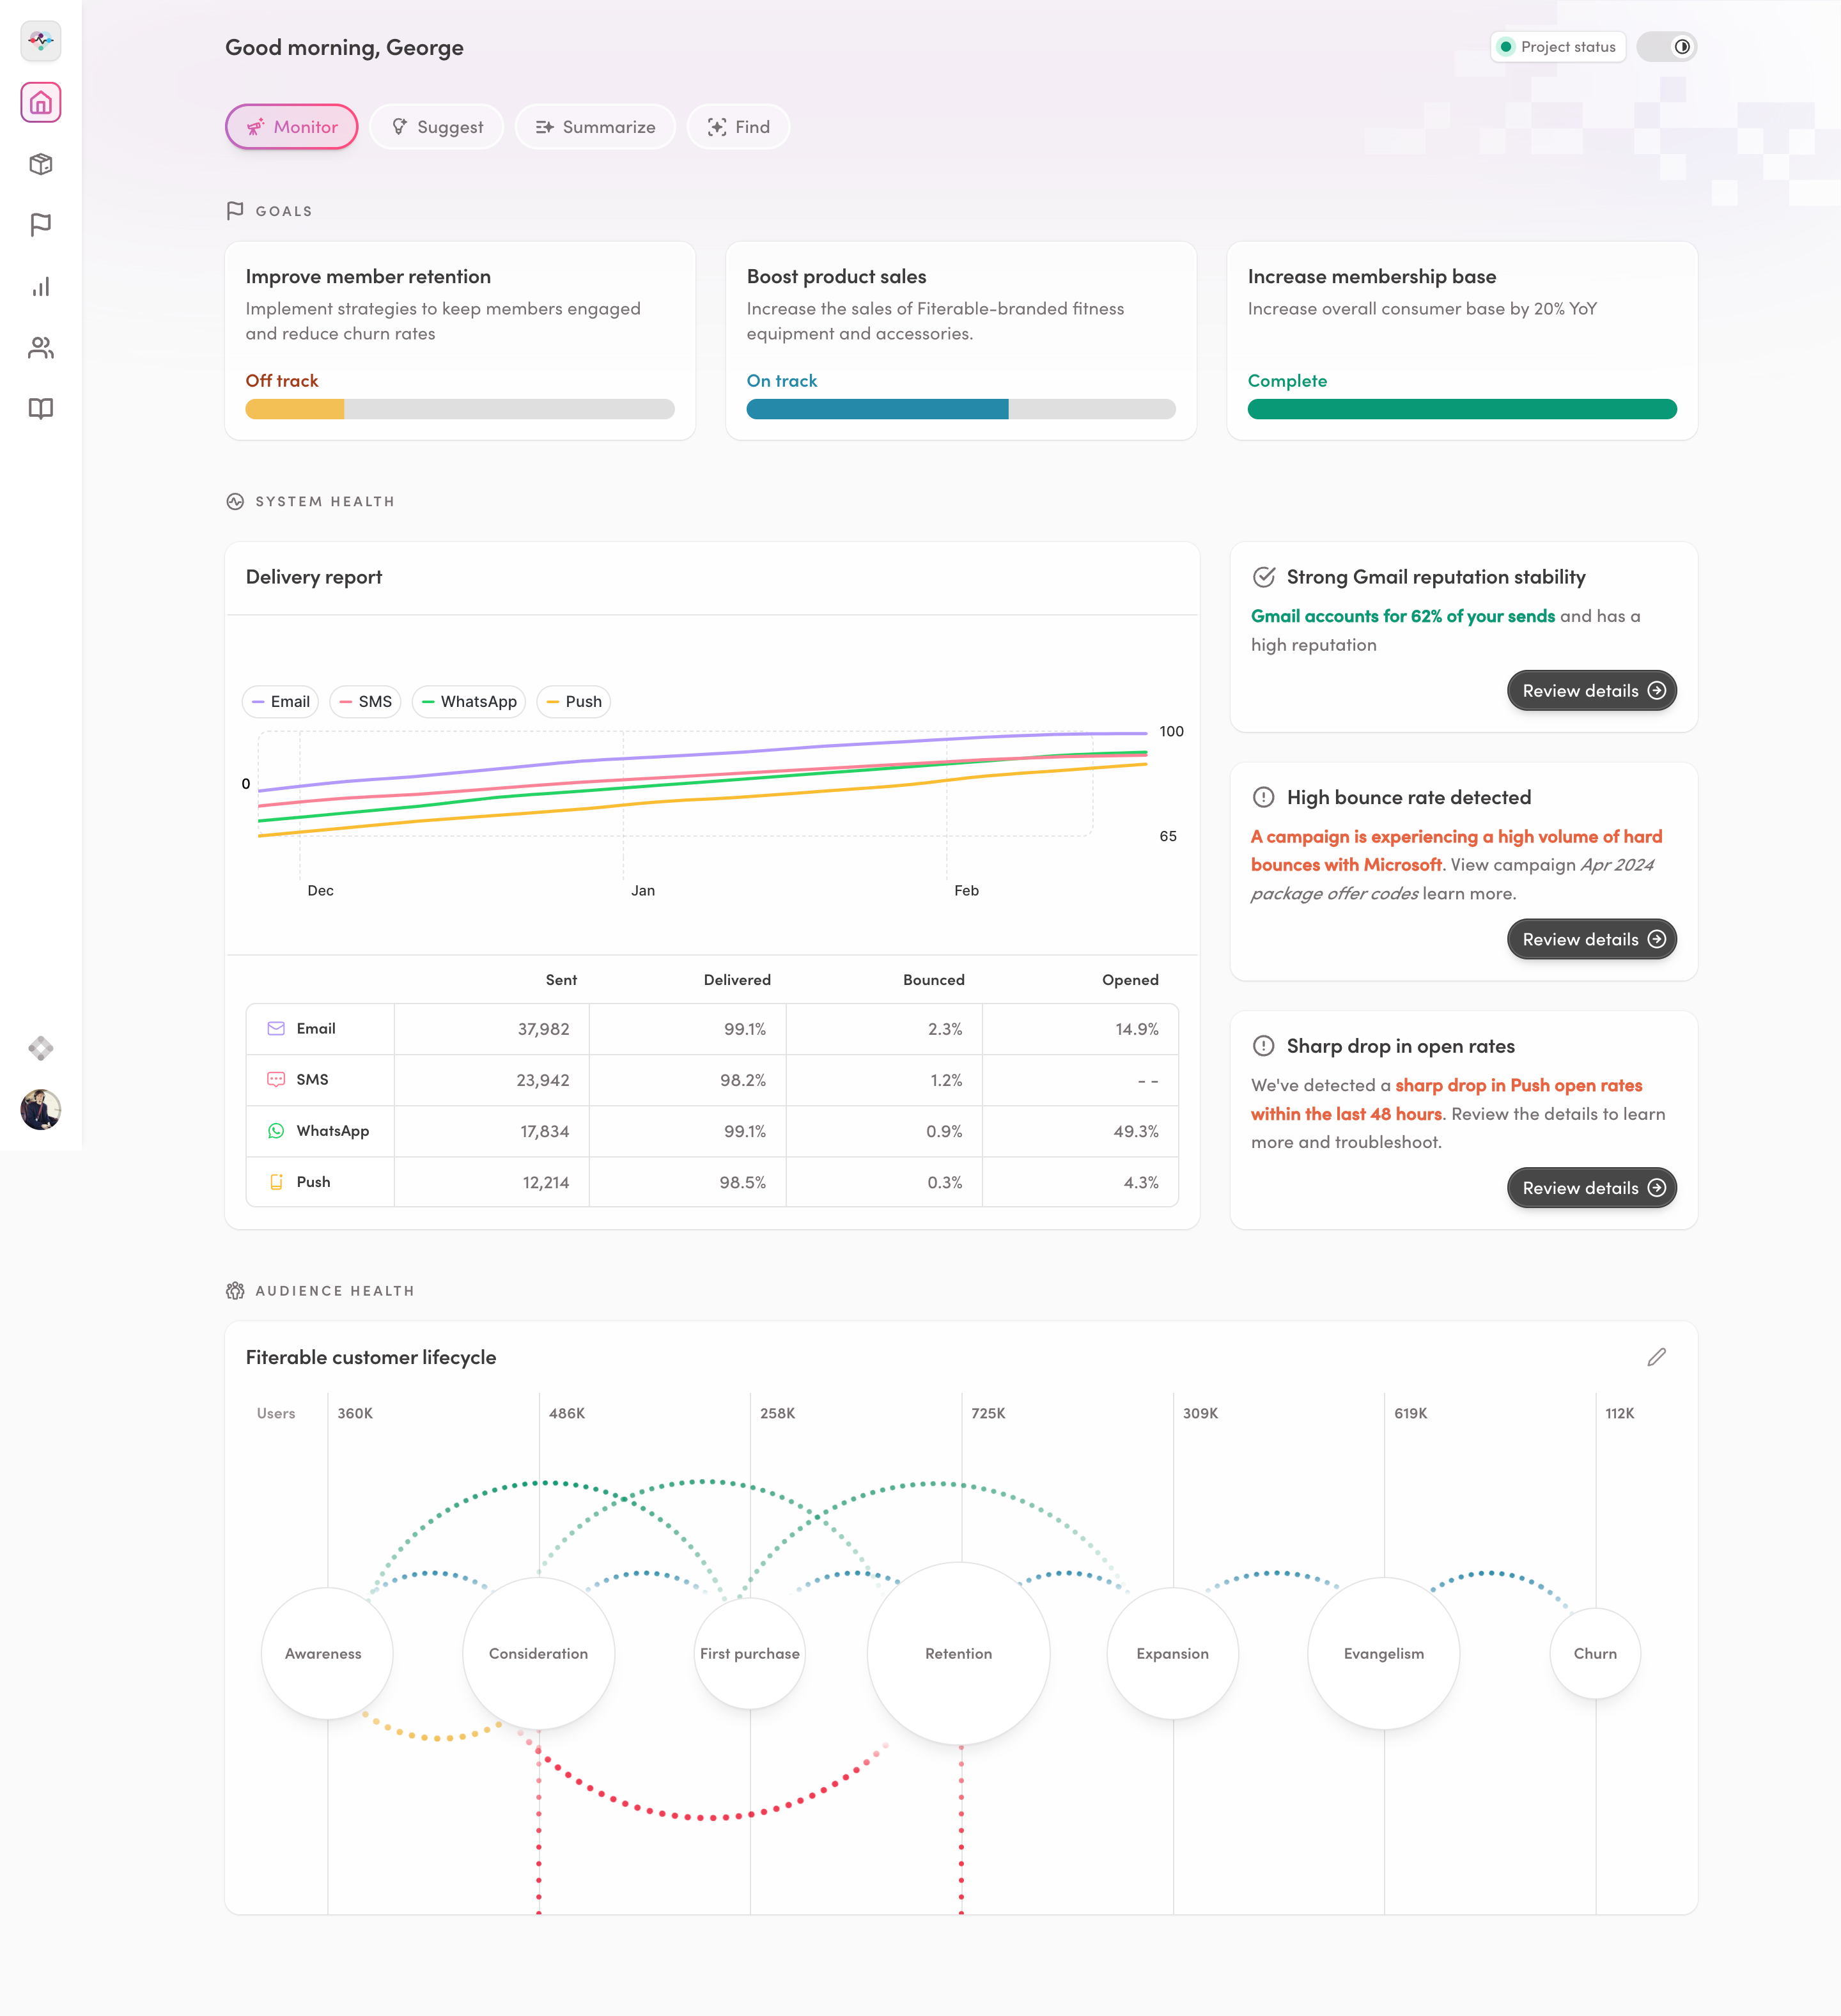 Good morning, George
Project status
Monitor
Suggest
Summarize
Find
GOALS
Improve member retention
Implement strategies to keep members engaged
and reduce churn rates
Off track
Boost product sales
Increase the sales of Fiterable-branded fitness
equipment and accessories.
On track
Increase membership base
Increase overall consumer base by 20% YoY
Complete
SYSTEM HEALTH
Delivery report
Email
SMS
WhatsApp
Push
100
0
65
Dec
Jan
Feb
Sent Delivered Bounced Opened
Email 37,982 99.1% 2.3% 14.9%
SMS 23,942 98.2% 1.2% - -
WhatsApp 17,834 99.1% 0.9% 49.3%
Push 12,214 98.5% 0.3% 4.3%
Strong Gmail reputation stability
Gmail accounts for 62% of your sends and has a
high reputation
Review details
High bounce rate detected
A campaign is experiencing a high volume of hard
bounces with Microsoft. View campaign Apr 2024
package offer codes learn more.
Review details
Sharp drop in open rates
We've detected a sharp drop in Push open rates
within the last 48 hours. Review the details to learn
more and troubleshoot.
Review details
AUDIENCE HEALTH
Fiterable customer lifecycle
Users 360K 486K 258K 725K 309K 619K 112K
Awareness
Consideration
First purchase
Retention
Expansion
Evangelism
Churn